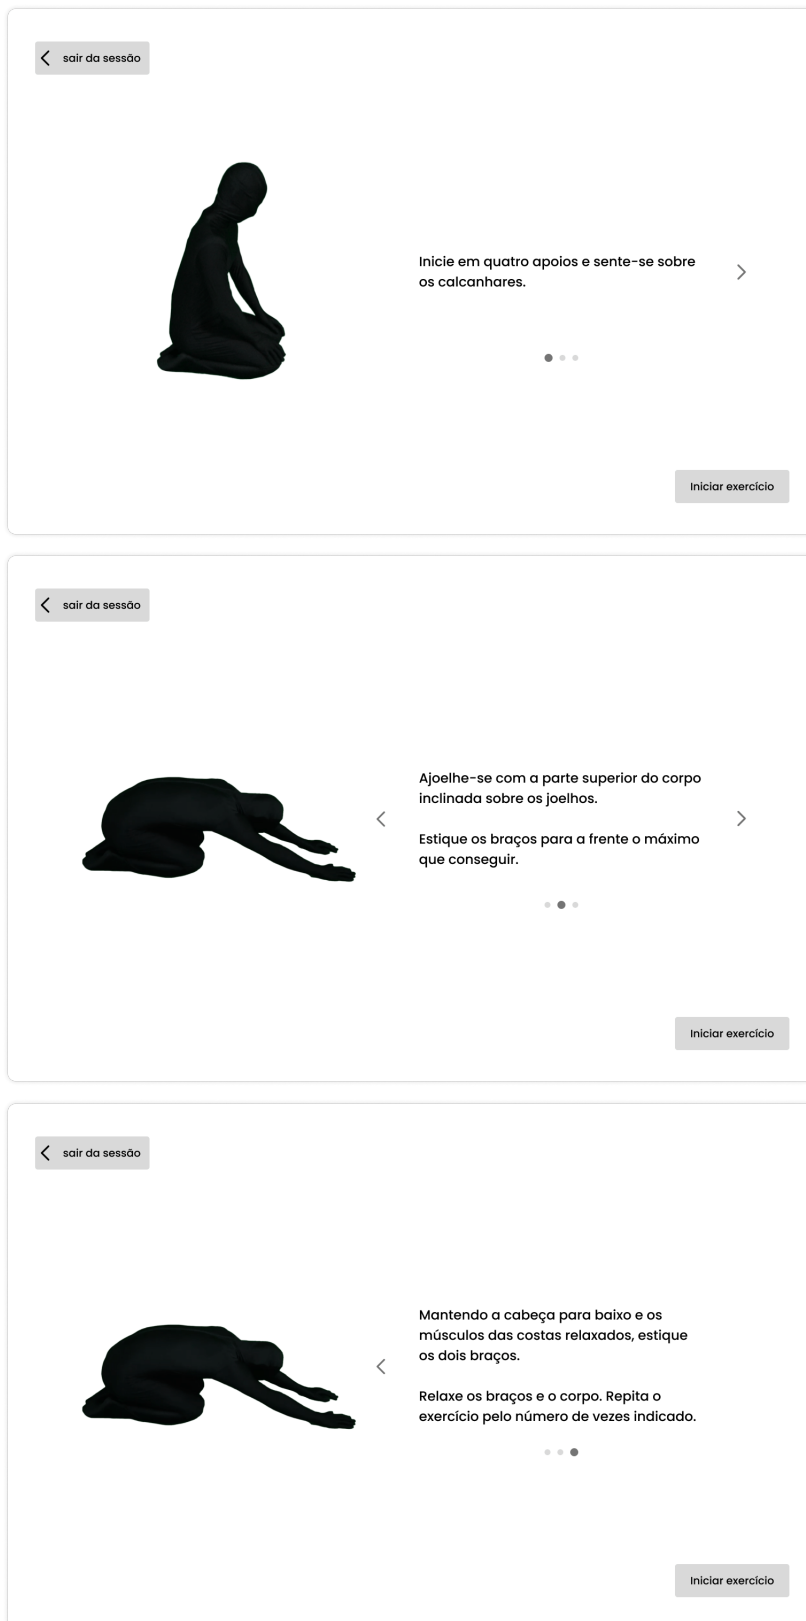 sair da sessão
Inicie em quatro apoios e sente-se sobre
os calcanhares.
Iniciar exercício
sair da sessão
Ajoelhe-se com a parte superior do corpo
inclinada sobre os joelhos.
Estique os braços para a frente o máximo
que conseguir.
Iniciar exercício
sair da sessão
Mantendo a cabeça para baixo e os
músculos das costas relaxados, estique
os dois braços.
Relaxe os braços e o corpo. Repita o
exercício pelo número de vezes indicado.
Iniciar exercício